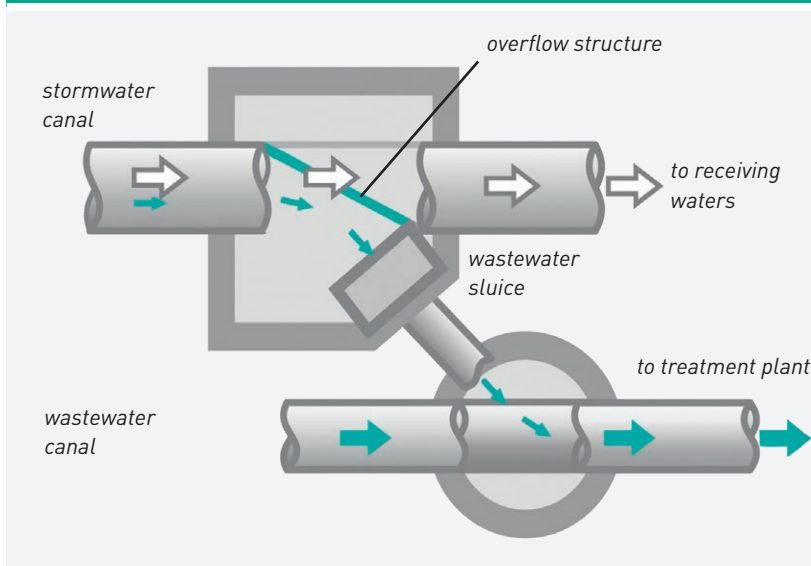 overflow structure
stormwater
canal
to receiving
waters
wastewater
sluice
to treatment plant
wastewater
canal